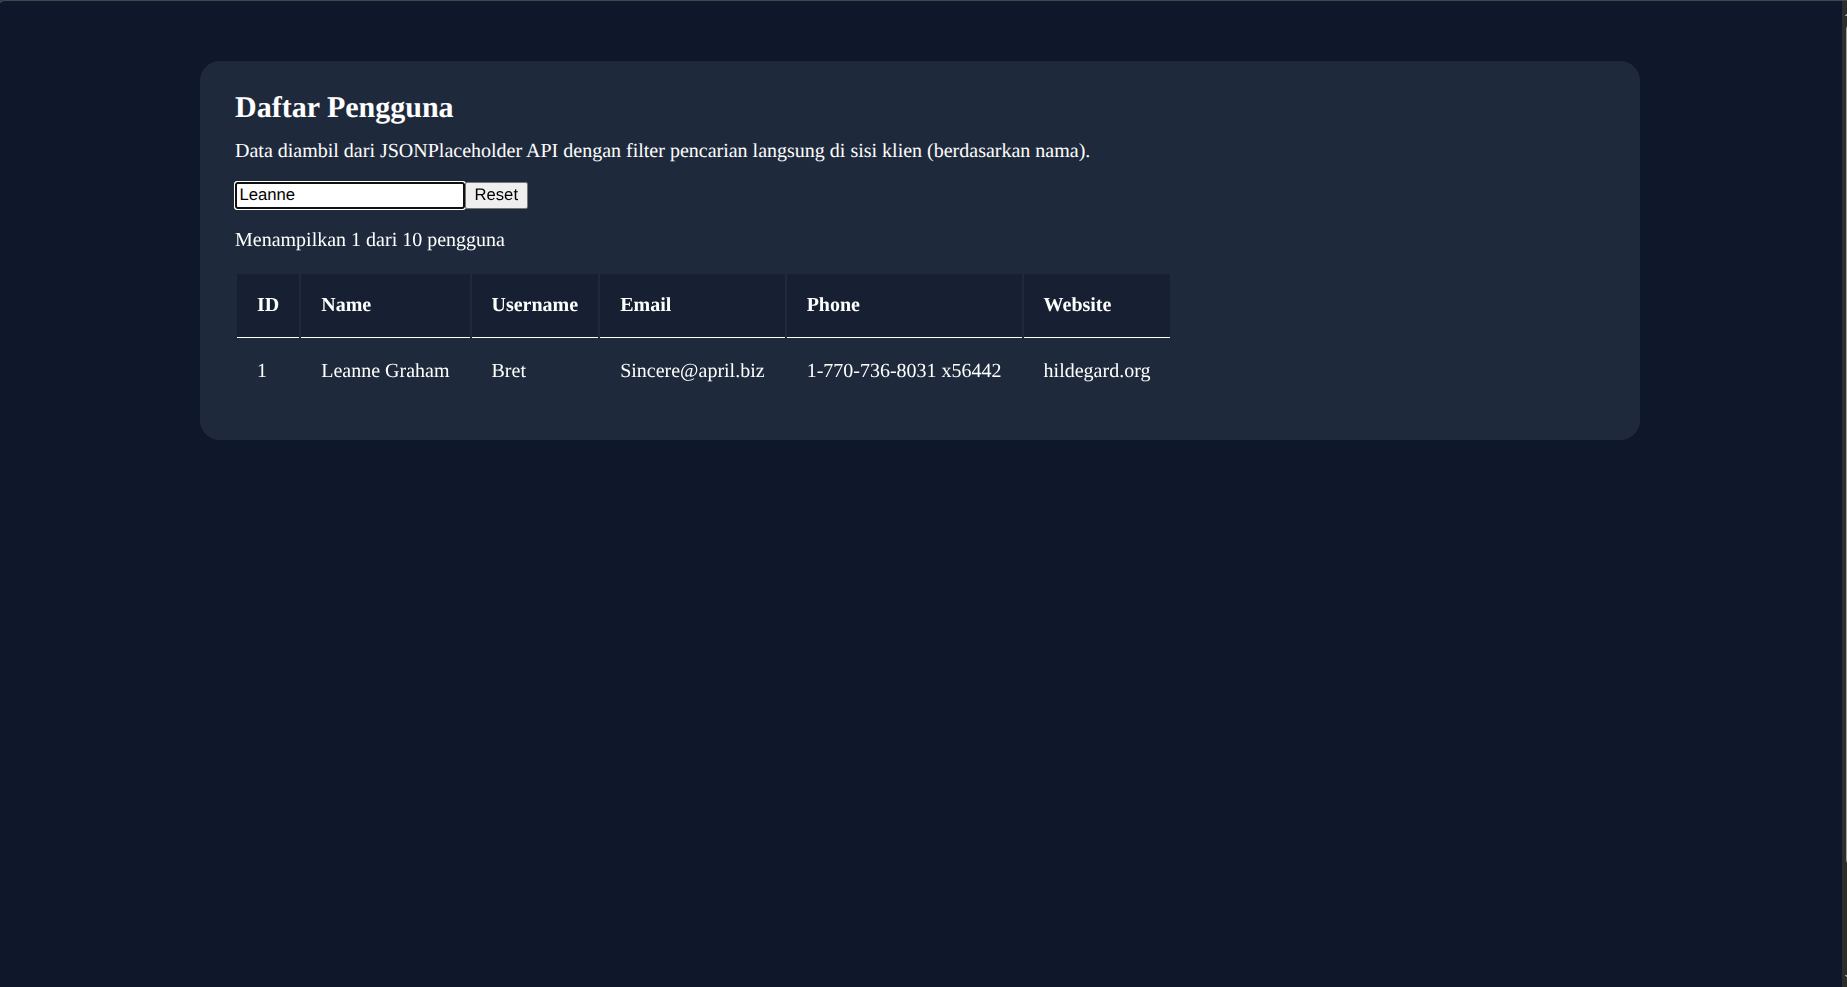 Daftar Pengguna
Data diambil dari JSONPlaceholder API dengan filter pencarian langsung di sisi klien (berdasarkan nama).
Leanne Reset
Menampilkan 1 dari 10 pengguna
ID Name Username Email Phone Website
1 Leanne Graham Bret Sincere@april.biz 1-770-736-8031 x56442 hildegard.org